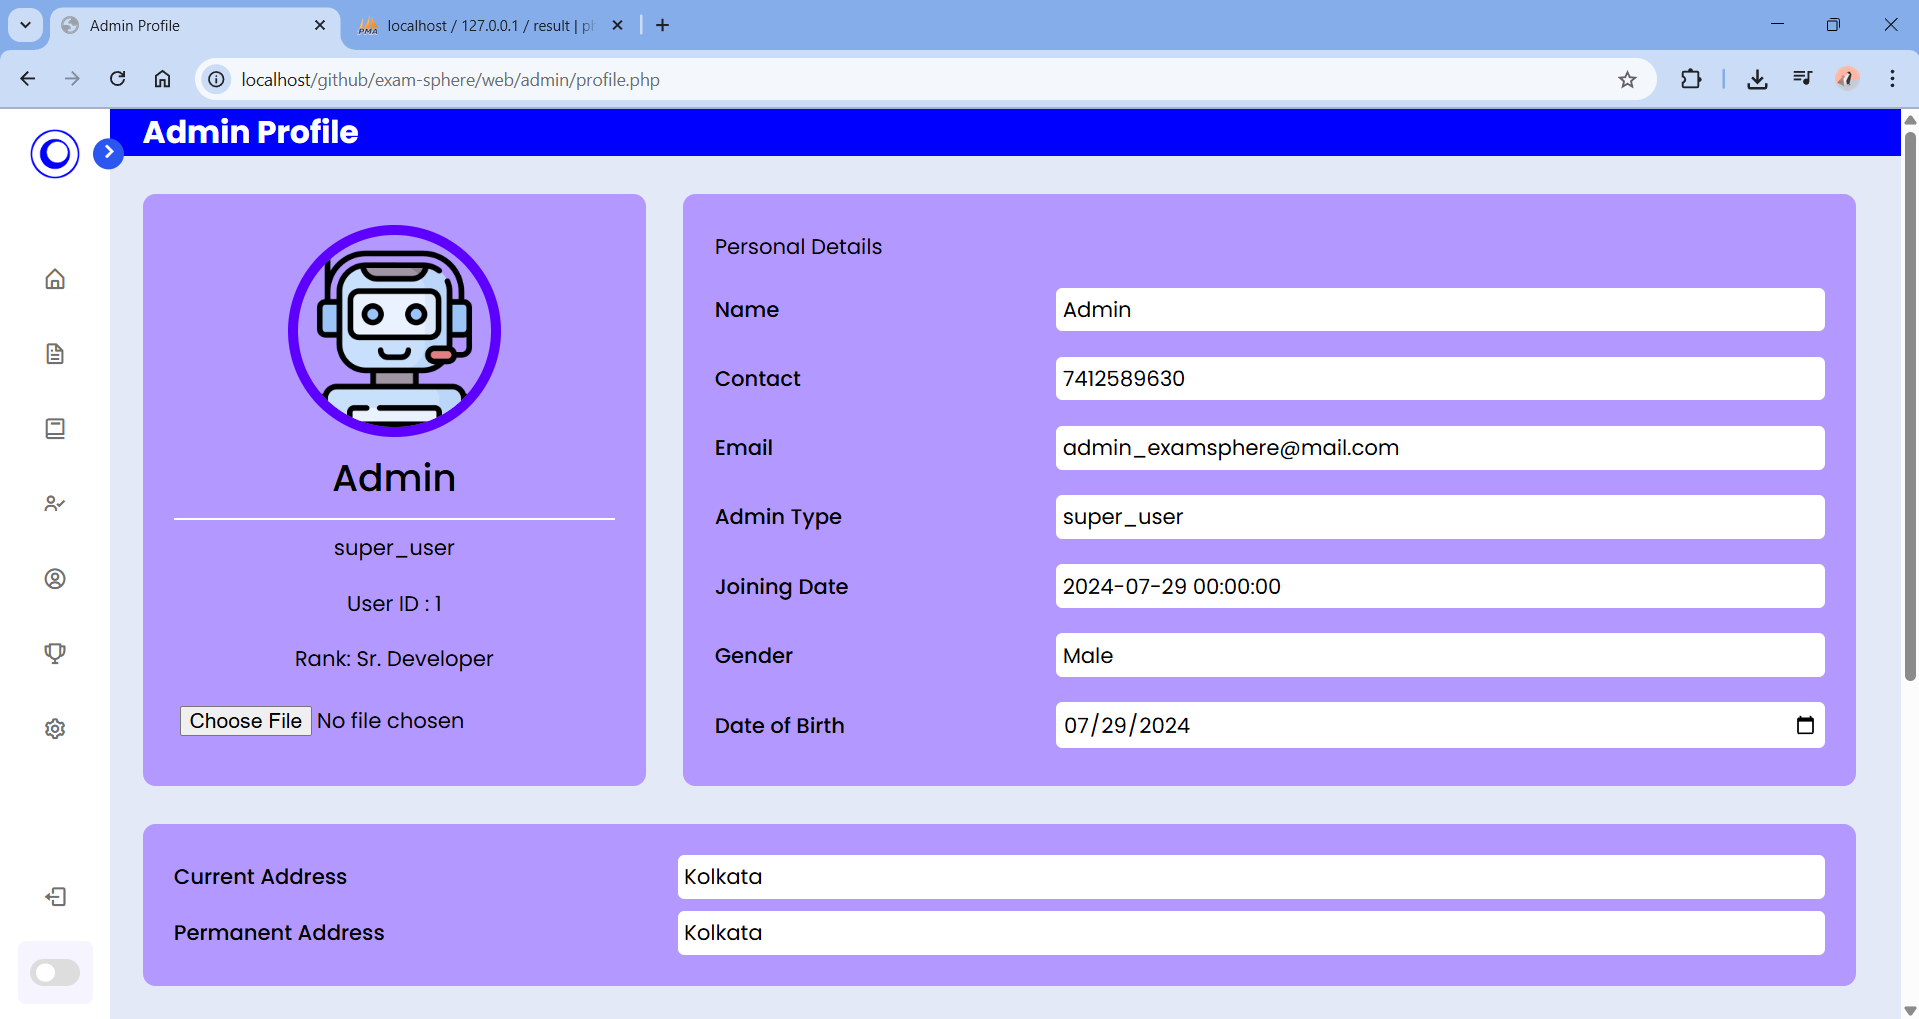 Admin Profile
localhost / 127.0.0.1 / result | ph
localhost/github/exam-sphere/web/admin/profile.php
Admin Profile
Admin
super_user
User ID : 1
Rank: Sr. Developer
Choose File No file chosen
Personal Details
Name Admin
Contact 7412589630
Email admin_examsphere@mail.com
Admin Type super_user
Joining Date 2024-07-29 00:00:00
Gender Male
Date of Birth 07/29/2024
Current Address Kolkata
Permanent Address Kolkata